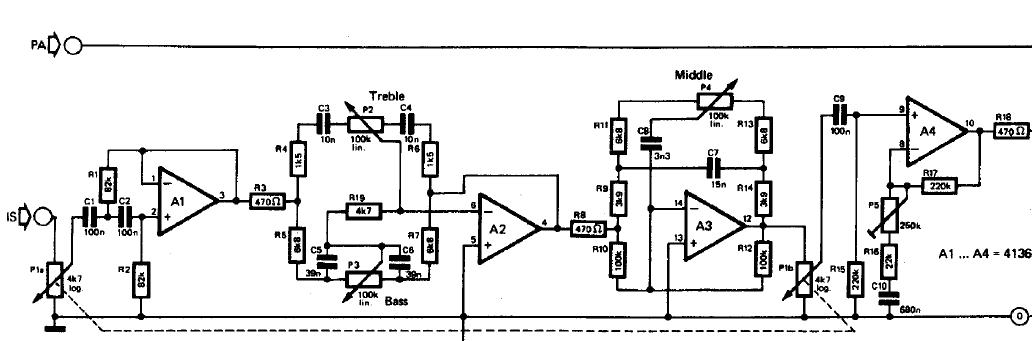 PA
Treble
Middle
C3
10n
P2
100k
lin.
C4
10n
P4
100k
lin.
R4
1k5
R6
1k5
R11
6k8
C8
3n3
C7
15n
R13
6k8
C9
100n
9
+
A4
10
R18
470Ω
8
−
R1
82k
1
−
A1
3
2
+
IS
C1
100n
C2
100n
R3
470Ω
R19
4k7
6
−
A2
4
5
+
R8
470Ω
R9
3k9
R14
3k9
14
−
A3
12
13
+
R17
220k
P5
250k
R5
6k8
C5
39n
P3
100k
lin.
C6
39n
R7
6k8
Bass
R10
100k
R12
100k
P1a
4k7
log.
R2
82k
P1b
4k7
log.
R15
220k
R16
22k
C10
680n
A1 ... A4 = 4136
0